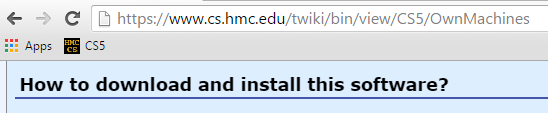 https://www.cs.hmc.edu/twiki/bin/view/CS5/OwnMachines
Apps HMC CS CS5
How to download and install this software?